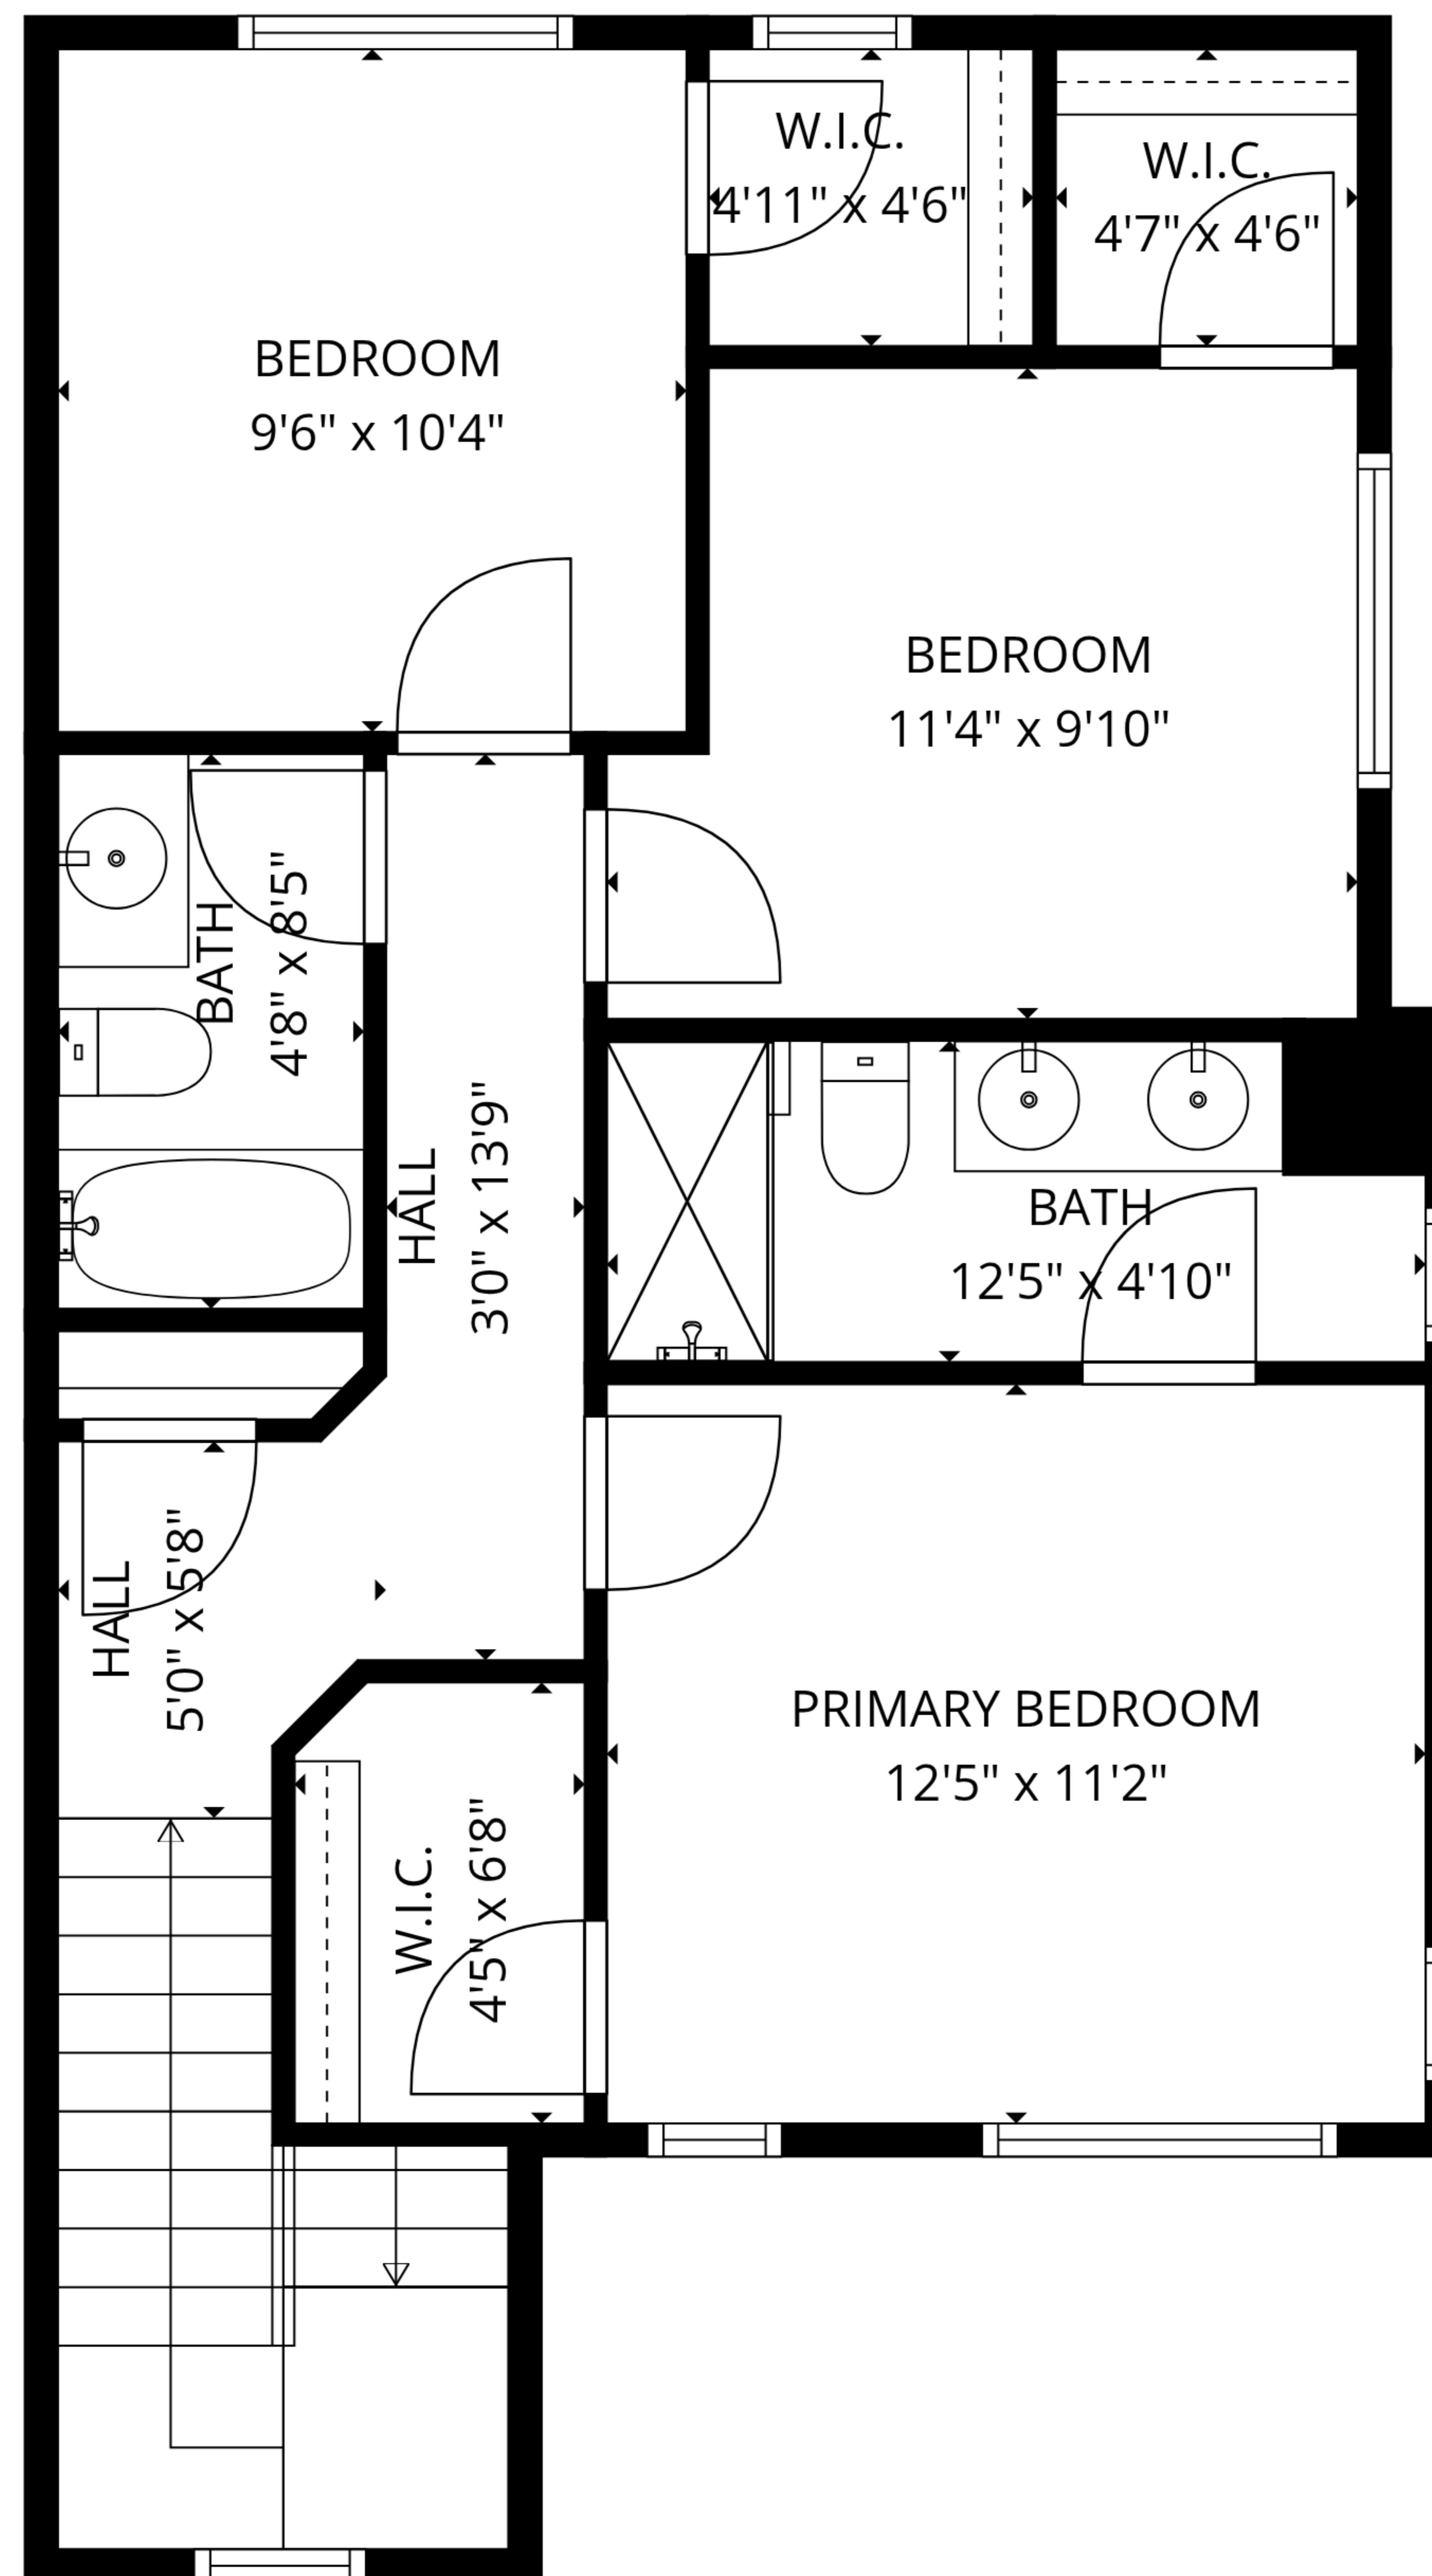 W.I.C.
4'11" x 4'6"
W.I.C.
4'7" x 4'6"
BEDROOM
9'6" x 10'4"
BEDROOM
11'4" x 9'10"
BATH
4'8" x 8'5"
HALL
3'0" x 13'9"
BATH
12'5" x 4'10"
HALL
5'0" x 5'8"
PRIMARY BEDROOM
12'5" x 11'2"
W.I.C.
4'5" x 6'8"